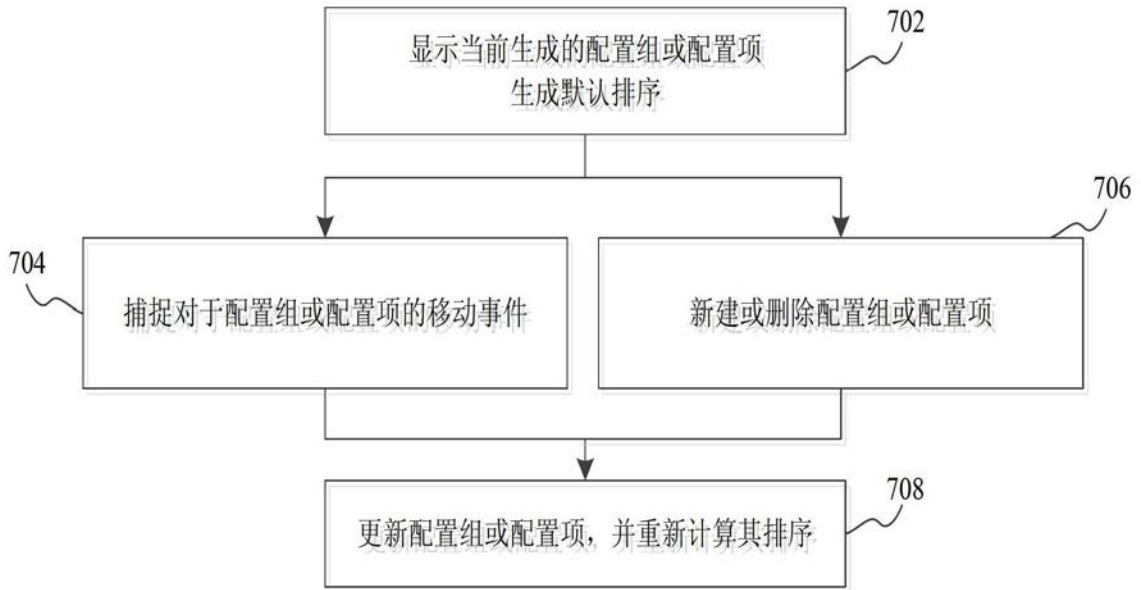 702
显示当前生成的配置组或配置项
生成默认排序
706
704
捕捉对于配置组或配置项的移动事件
新建或删除配置组或配置项
708
更新配置组或配置项，并重新计算其排序